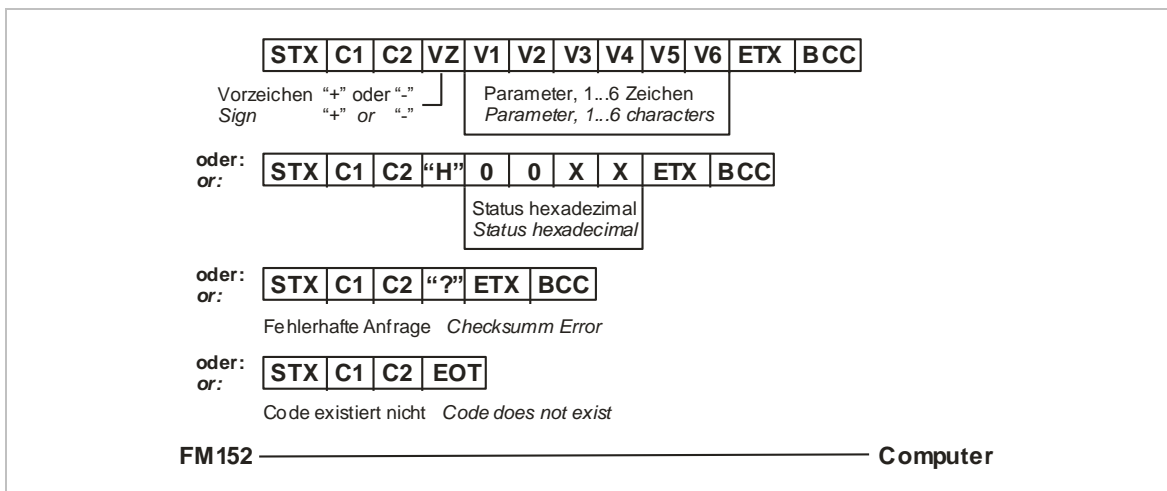 STX C1 C2 VZ V1 V2 V3 V4 V5 V6 ETX BCC
Vorzeichen “+” oder “-”
Sign “+” or “-”
Parameter, 1...6 Zeichen
Parameter, 1...6 characters
oder:
or:
STX C1 C2 “H” 0 0 X X ETX BCC
Status hexadezimal
Status hexadecimal
oder:
or:
STX C1 C2 “?” ETX BCC
Fehlerhafte Anfrage Checksumm Error
oder:
or:
STX C1 C2 EOT
Code existiert nicht Code does not exist
FM152 Computer